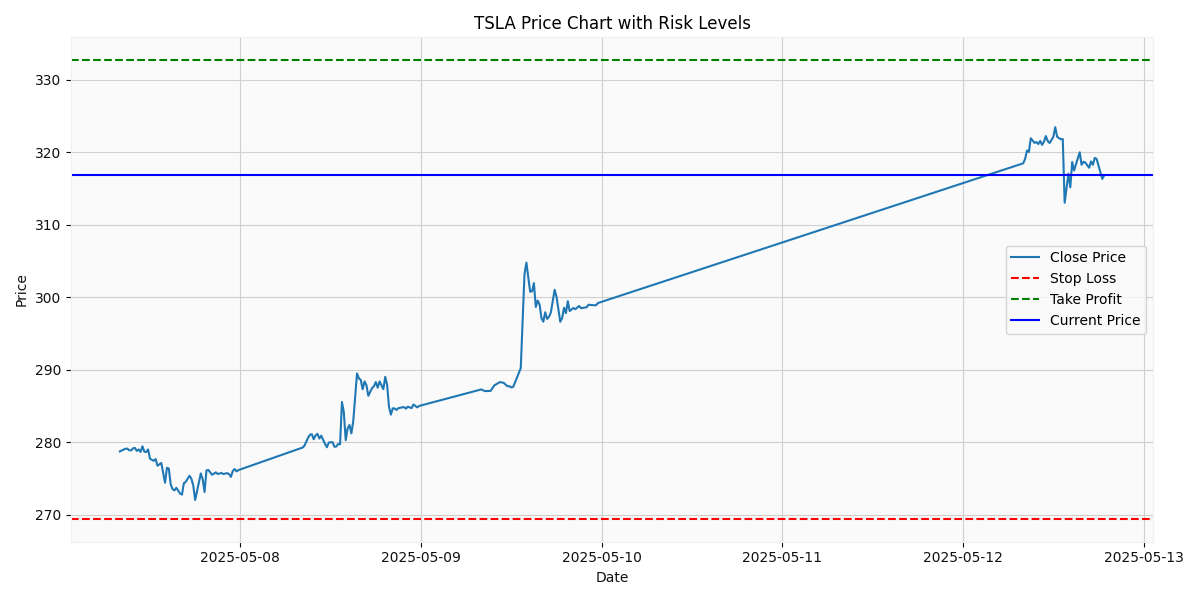 TSLA Price Chart with Risk Levels
Price
330
320
310
300
290
280
270
Close Price
Stop Loss
Take Profit
Current Price
2025-05-08
2025-05-09
2025-05-10
2025-05-11
2025-05-12
2025-05-13
Date